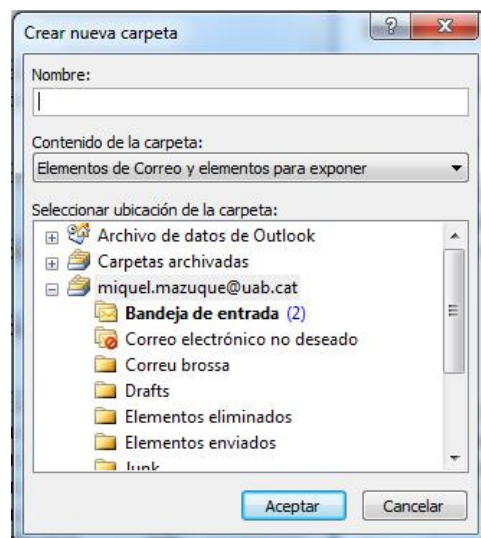 Crear nueva carpeta
Nombre:
Contenido de la carpeta:
Elementos de Correo y elementos para exponer
Seleccionar ubicación de la carpeta:
Archivo de datos de Outlook
Carpetas archivadas
miquel.mazuque@uab.cat
Bandeja de entrada (2)
Correo electrónico no deseado
Correu brossa
Drafts
Elementos eliminados
Elementos enviados
Junk
Aceptar Cancelar